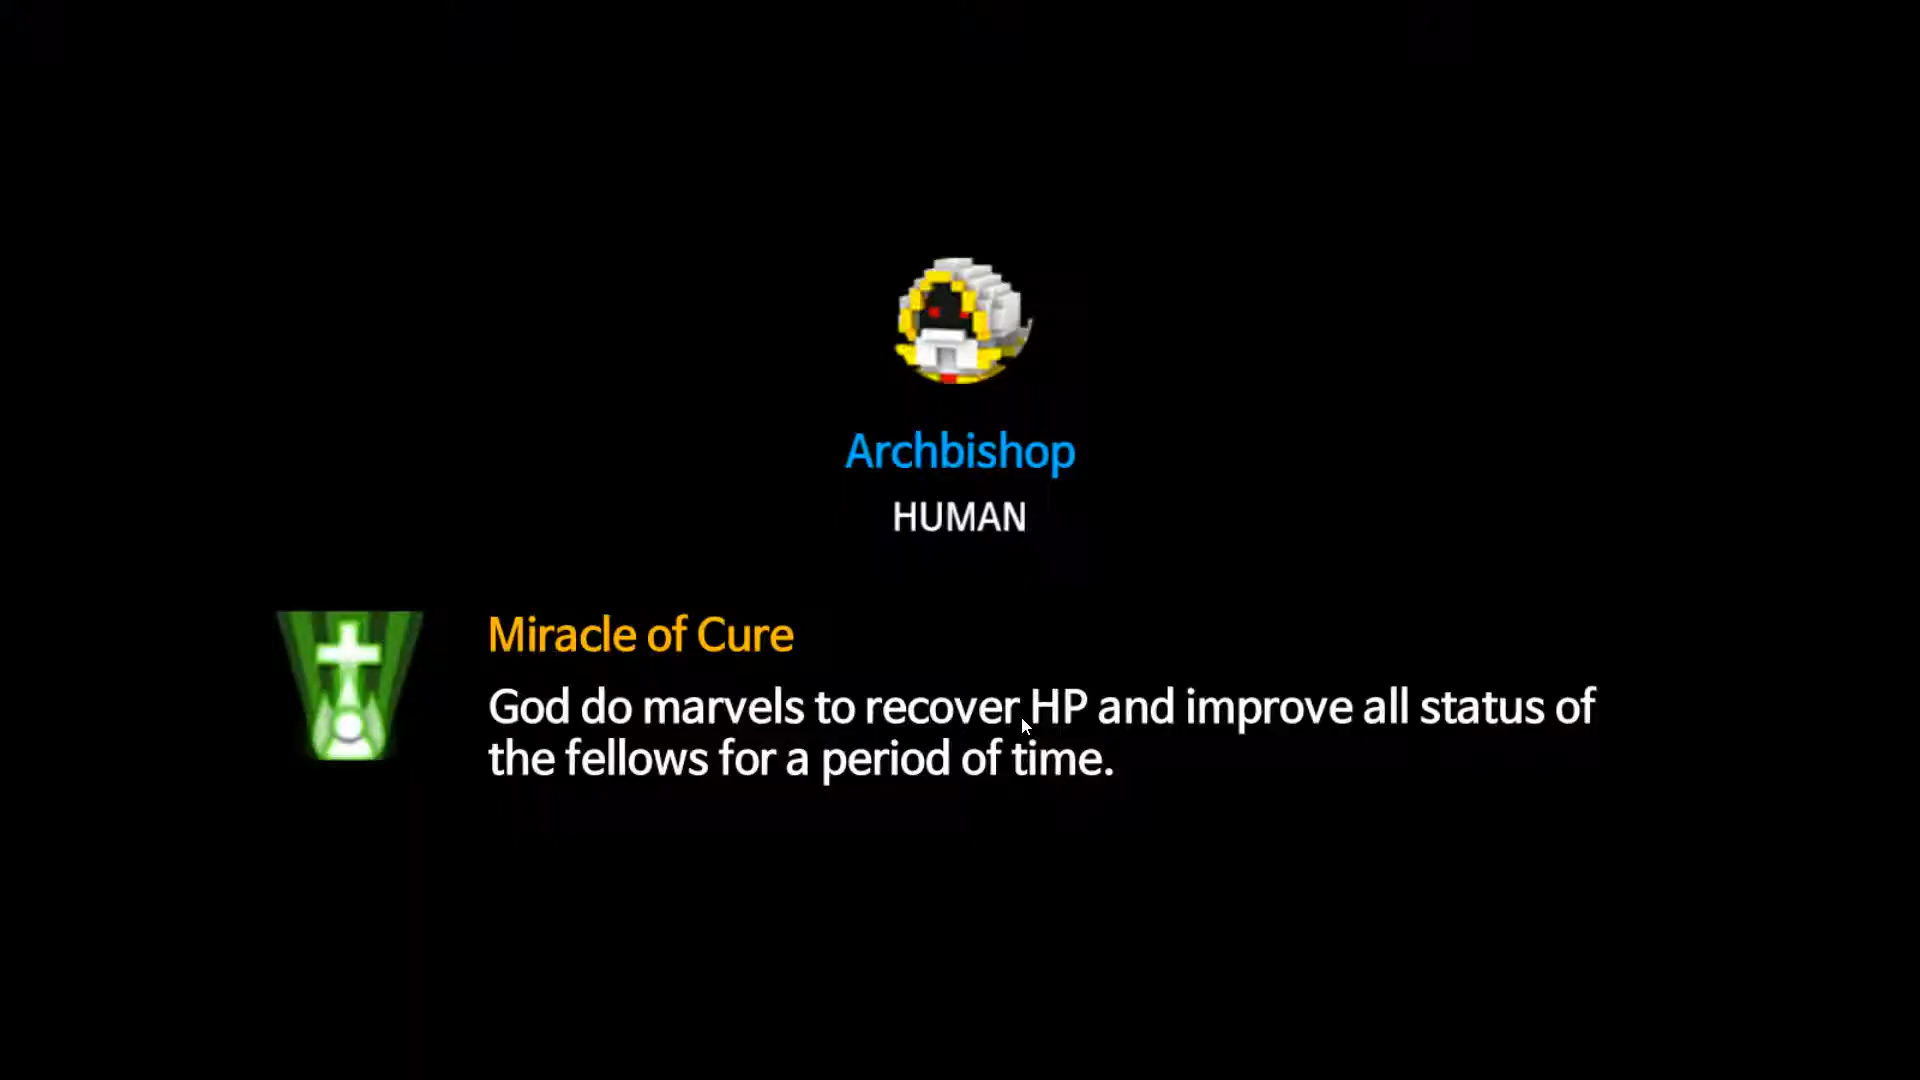 Archbishop
HUMAN
Miracle of Cure
God do marvels to recover HP and improve all status of
the fellows for a period of time.